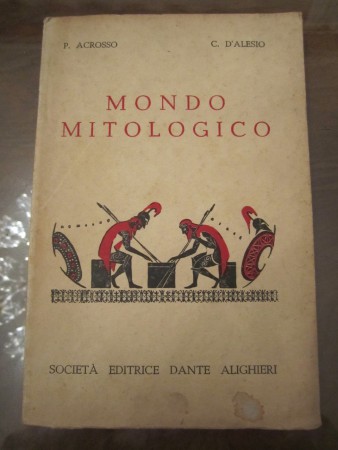 P. ACROSSO C. D'ALESIO
MONDO
MITOLOGICO
SOCIETÀ EDITRICE DANTE ALIGHIERI